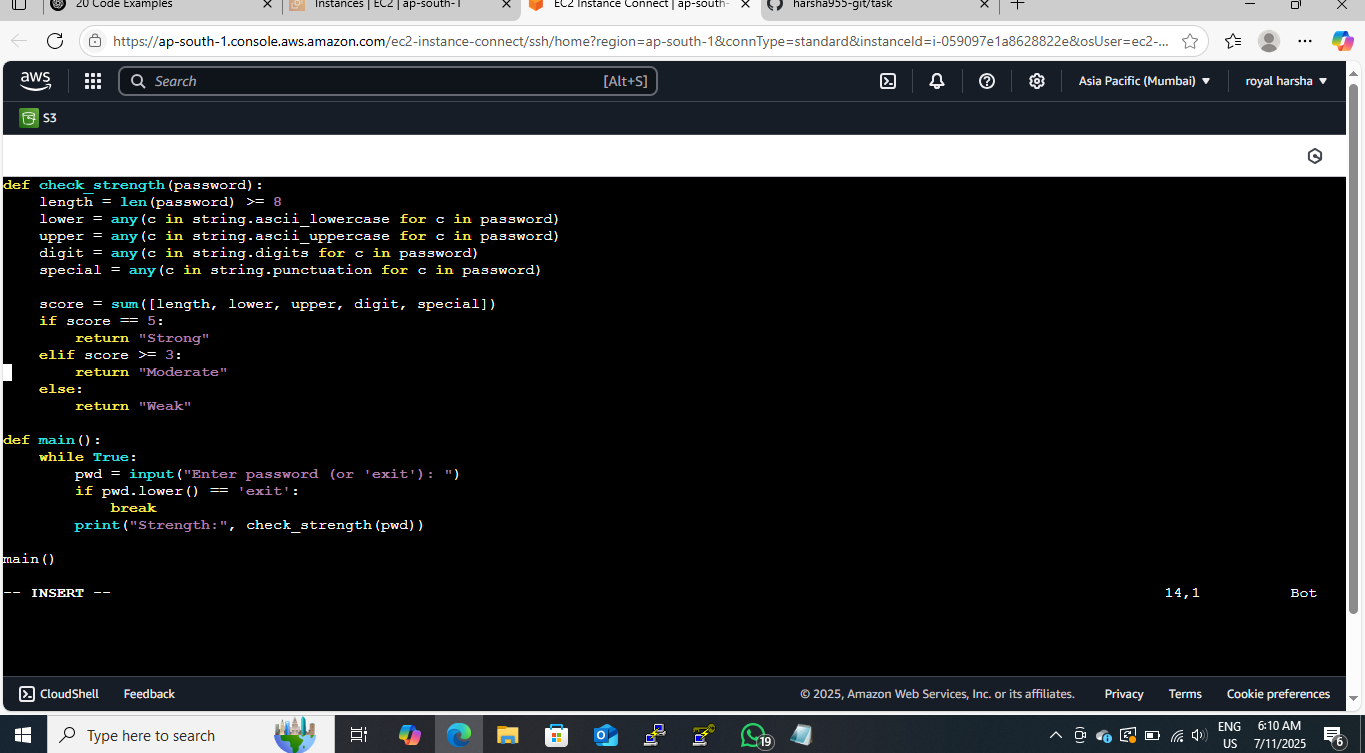 20 Code Examples
Instances | EC2 | ap-south-1
EC2 Instance Connect | ap-south-
harsha955-git/task
https://ap-south-1.console.aws.amazon.com/ec2-instance-connect/ssh/home?region=ap-south-1&connType=standard&instanceId=i-059097e1a8628822e&osUser=ec2-...
aws
Search
[Alt+S]
Asia Pacific (Mumbai)
royal harsha
S3
def check_strength(password):
    length = len(password) >= 8
    lower = any(c in string.ascii_lowercase for c in password)
    upper = any(c in string.ascii_uppercase for c in password)
    digit = any(c in string.digits for c in password)
    special = any(c in string.punctuation for c in password)
    score = sum([length, lower, upper, digit, special])
    if score == 5:
        return "Strong"
    elif score >= 3:
        return "Moderate"
    else:
        return "Weak"
def main():
    while True:
        pwd = input("Enter password (or 'exit'): ")
        if pwd.lower() == 'exit':
            break
        print("Strength:", check_strength(pwd))
main()
-- INSERT --
14,1
Bot
CloudShell
Feedback
© 2025, Amazon Web Services, Inc. or its affiliates.
Privacy
Terms
Cookie preferences
Type here to search
19
ENG
US
6:10 AM
7/11/2025
6